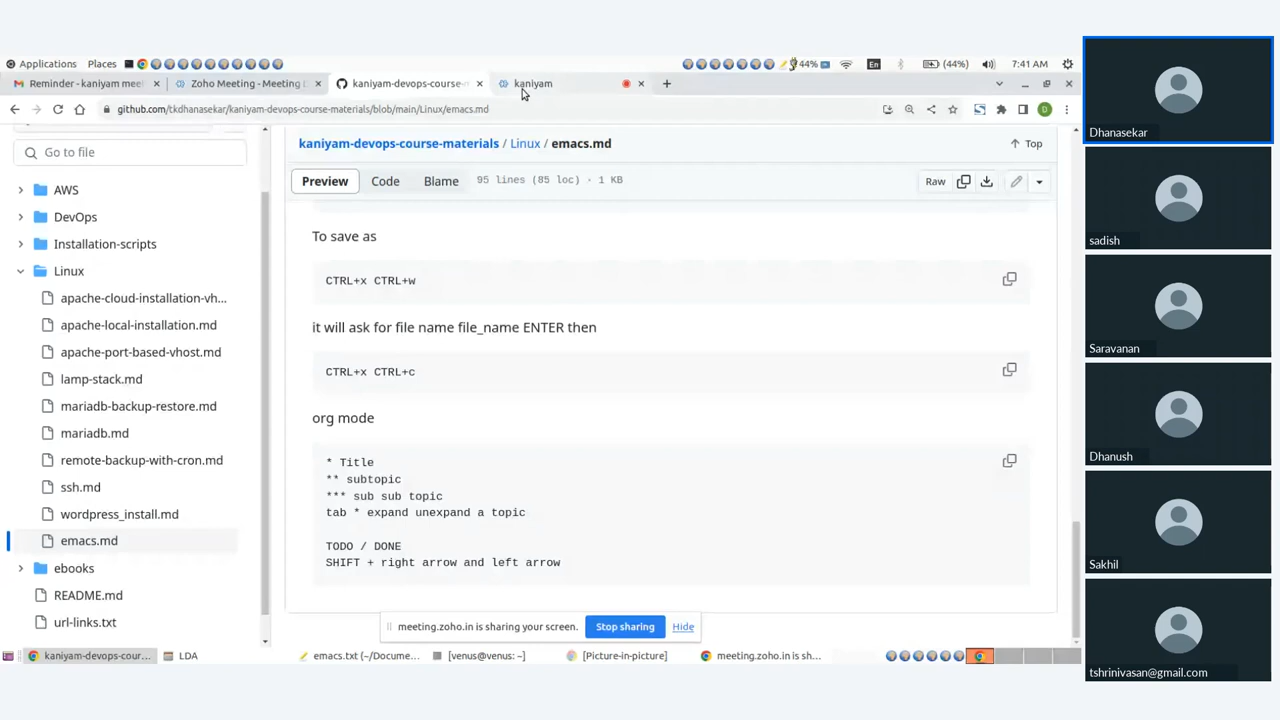 Applications Places 44% En (44%) 7:41 AM
Reminder - kaniyam mee
Zoho Meeting - Meeting D
kaniyam-devops-course-m
kaniyam
github.com/tkdhanasekar/kaniyam-devops-course-materials/blob/main/Linux/emacs.md
D
Go to file
AWS
DevOps
Installation-scripts
Linux
apache-cloud-installation-vh...
apache-local-installation.md
apache-port-based-vhost.md
lamp-stack.md
mariadb-backup-restore.md
mariadb.md
remote-backup-with-cron.md
ssh.md
wordpress_install.md
emacs.md
ebooks
README.md
url-links.txt
kaniyam-devops-course-materials / Linux / emacs.md
Top
Preview Code Blame 95 lines (85 loc) · 1 KB Raw
To save as
CTRL+x CTRL+w
it will ask for file name file_name ENTER then
CTRL+x CTRL+c
org mode
* Title
** subtopic
*** sub sub topic
tab * expand unexpand a topic
TODO / DONE
SHIFT + right arrow and left arrow
meeting.zoho.in is sharing your screen. Stop sharing Hide
kaniyam-devops-cour...
LDA
emacs.txt (~/Docume...
[venus@venus: ~]
[Picture-in-picture]
meeting.zoho.in is sh...
Dhanasekar
sadish
Saravanan
Dhanush
Sakhil
tshrinivasan@gmail.com